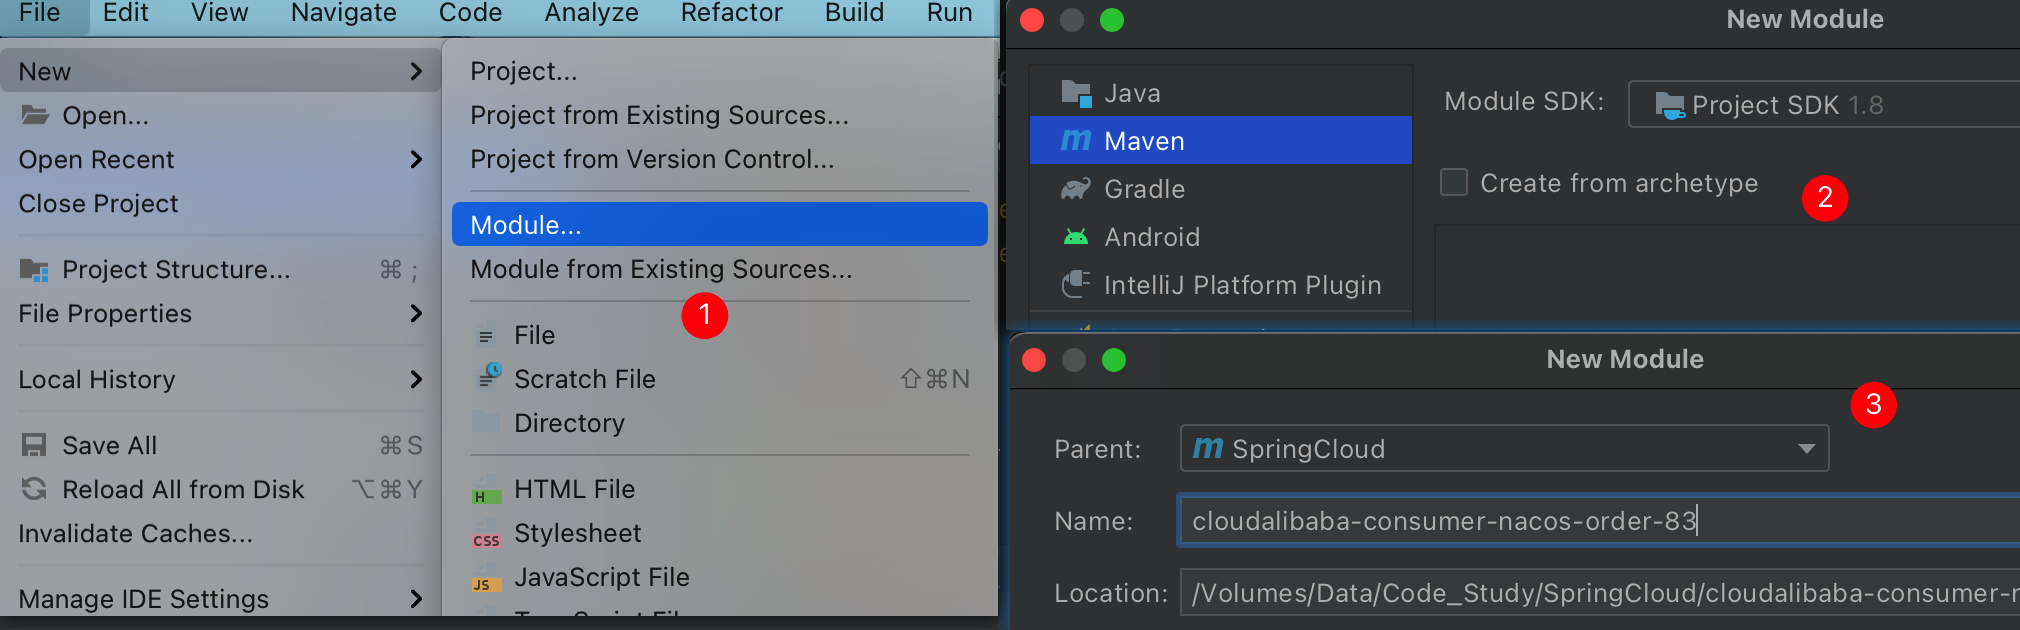 File Edit View Navigate Code Analyze Refactor Build Run
New
Open...
Open Recent
Close Project
Project Structure... ⌘ ;
File Properties
Local History
Save All ⌘S
Reload All from Disk ⌥⌘Y
Invalidate Caches...
Manage IDE Settings
Project...
Project from Existing Sources...
Project from Version Control...
Module...
Module from Existing Sources...
1
File
Scratch File ⇧⌘N
Directory
HTML File
Stylesheet
JavaScript File
New Module
Java
Maven
Gradle
Android
IntelliJ Platform Plugin
Module SDK: Project SDK 1.8
Create from archetype
2
New Module
3
Parent: SpringCloud
Name: cloudalibaba-consumer-nacos-order-83
Location: /Volumes/Data/Code_Study/SpringCloud/cloudalibaba-consumer-